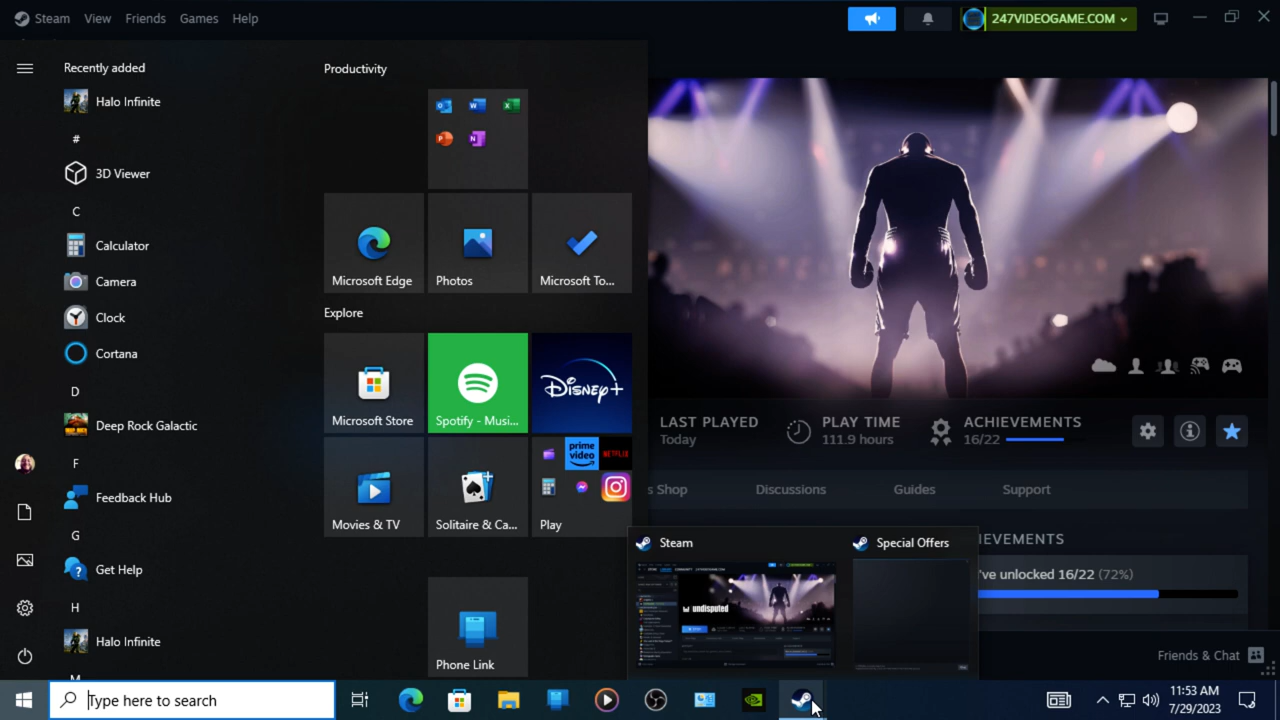 Steam View Friends Games Help
247VIDEOGAME.COM
Recently added
Halo Infinite
#
3D Viewer
C
Calculator
Camera
Clock
Cortana
D
Deep Rock Galactic
F
Feedback Hub
G
Get Help
H
Halo Infinite
Productivity
Microsoft Edge
Photos
Microsoft To...
Explore
Microsoft Store
Spotify - Musi...
Disney+
Movies & TV
Solitaire & Ca...
prime video
NETFLIX
Play
Phone Link
LAST PLAYED
Today
PLAY TIME
111.9 hours
ACHIEVEMENTS
16/22
s Shop
Discussions
Guides
Support
IEVEMENTS
've unlocked 16/22 (72%)
Steam
Special Offers
undisputed
Friends & Chat
Type here to search
11:53 AM
7/29/2023